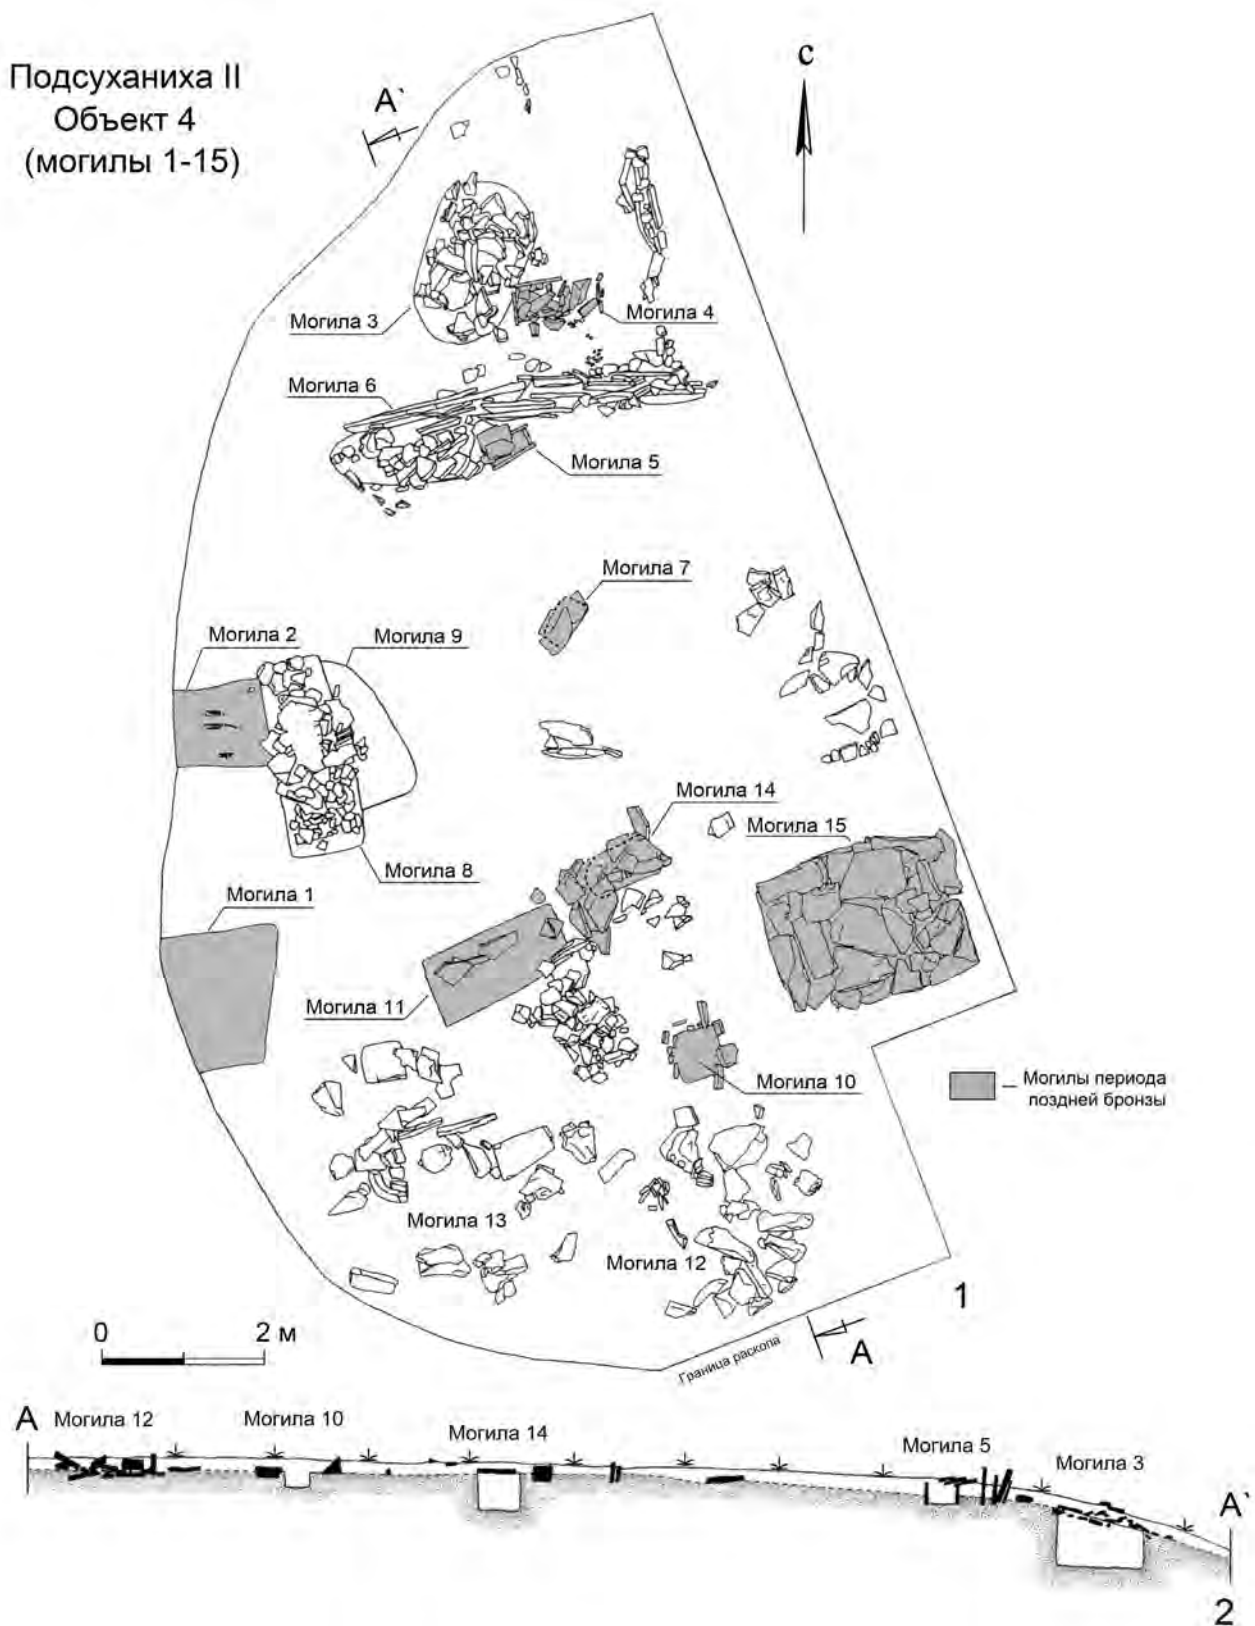 Подсуханиха II
Объект 4
(могилы 1-15)
А`
с
Могила 3
Могила 4
Могила 6
Могила 5
Могила 7
Могила 2
Могила 9
Могила 14
Могила 15
Могила 8
Могила 1
Могила 11
Могила 10
Могилы периода
поздней бронзы
Могила 13
Могила 12
1
0 2 м
А
Граница раскопа
А
Могила 12
Могила 10
Могила 14
Могила 5
Могила 3
А`
2